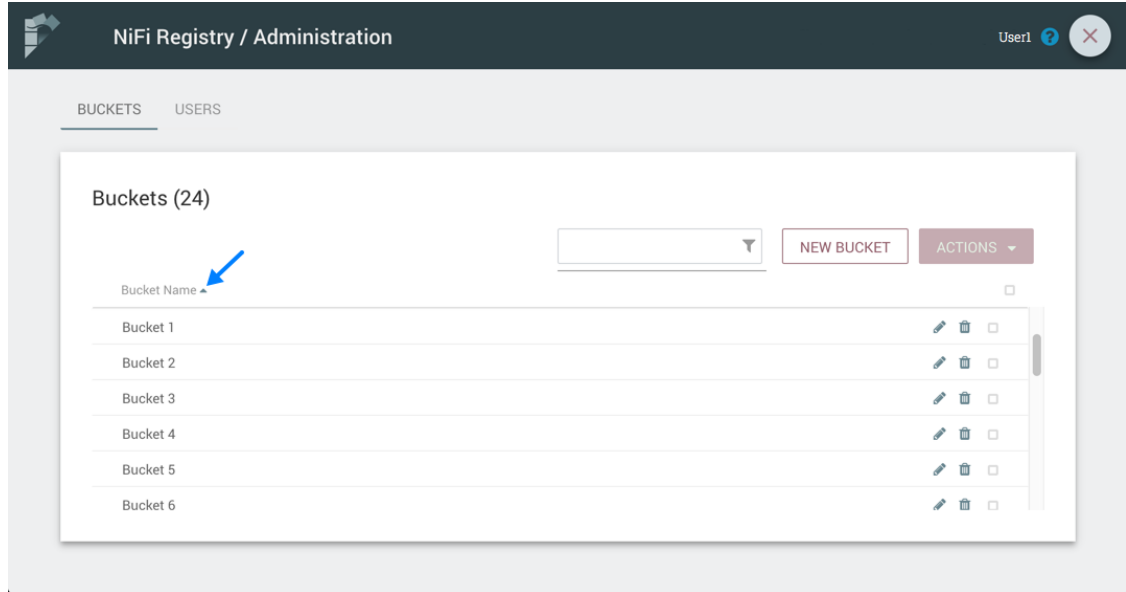 NiFi Registry / Administration
User1
BUCKETS USERS
Buckets (24)
NEW BUCKET ACTIONS
Bucket Name
Bucket 1
Bucket 2
Bucket 3
Bucket 4
Bucket 5
Bucket 6